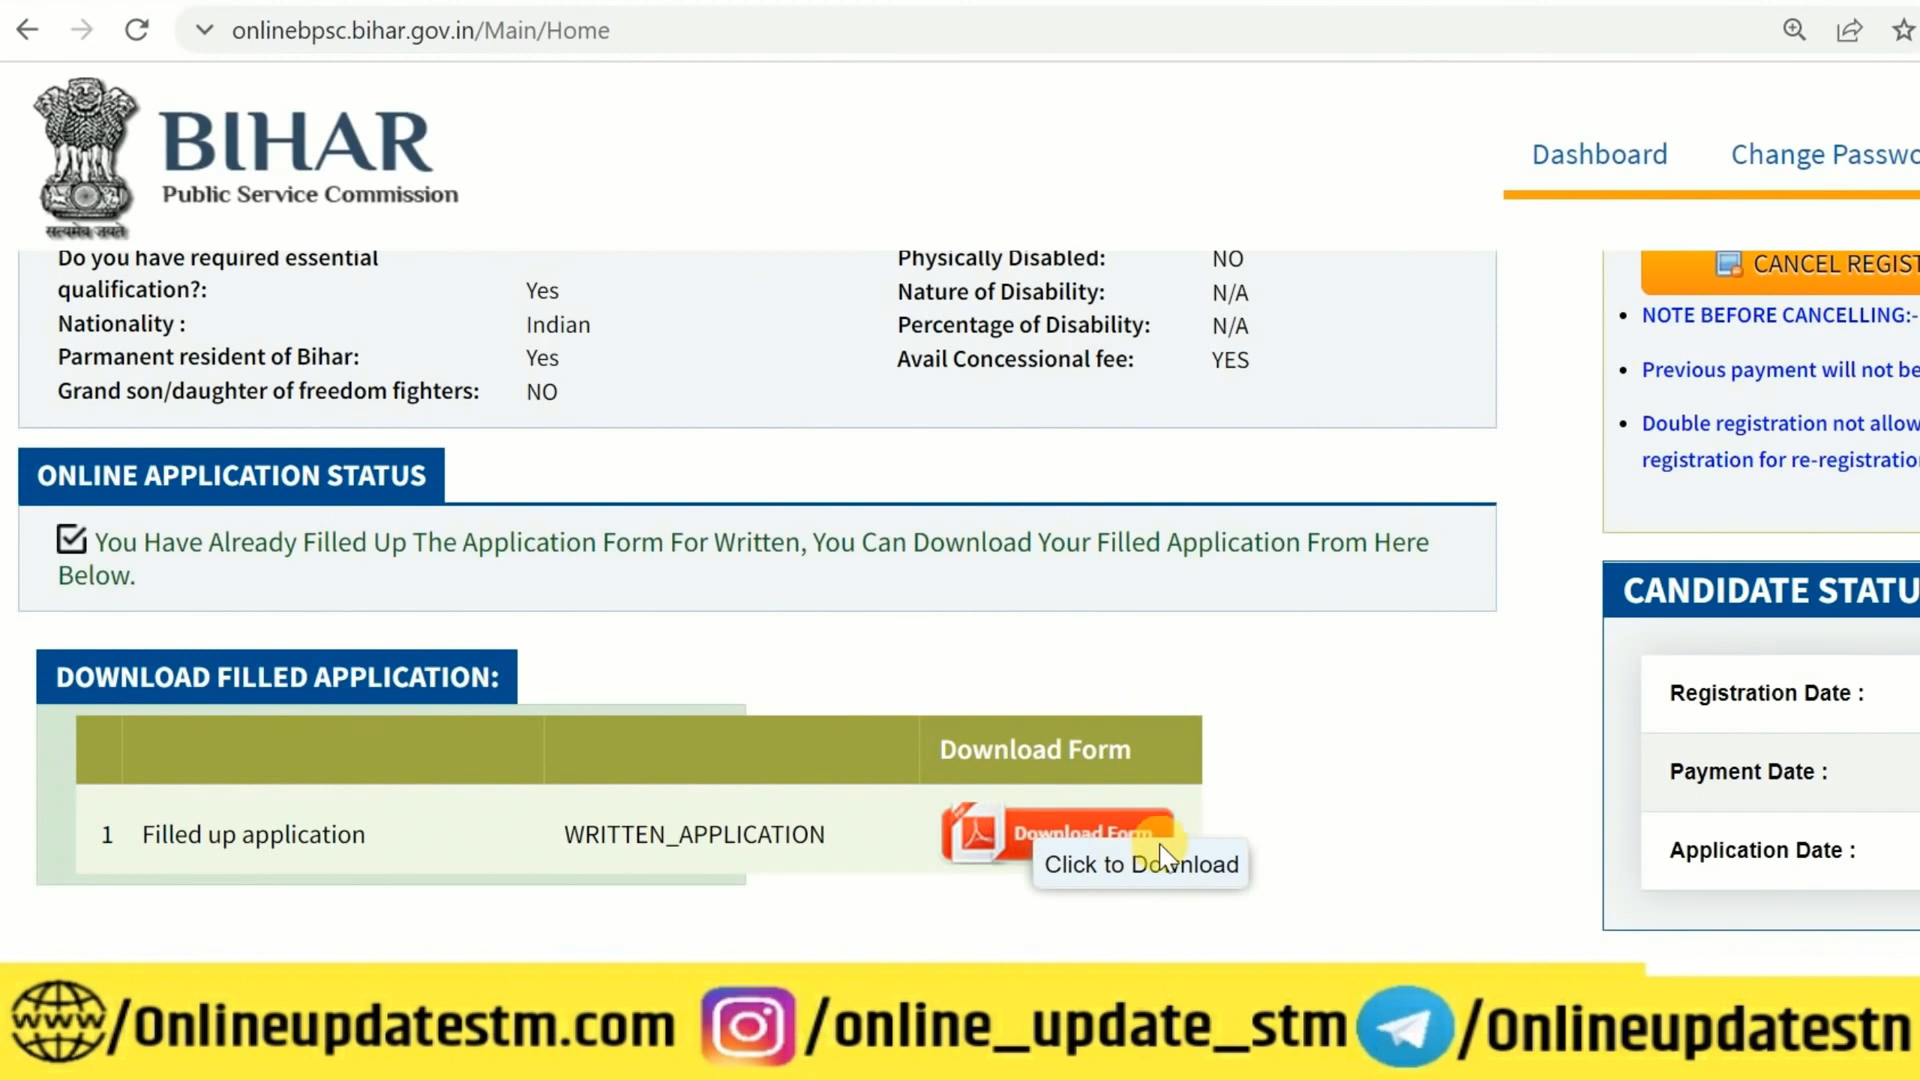 onlinebpsc.bihar.gov.in/Main/Home
BIHAR
Public Service Commission
सत्यमेव जयते
Dashboard
Change Passwo
Do you have required essential
qualification?:
Yes
Nationality :
Indian
Parmanent resident of Bihar:
Yes
Grand son/daughter of freedom fighters:
NO
Physically Disabled:
NO
Nature of Disability:
N/A
Percentage of Disability:
N/A
Avail Concessional fee:
YES
CANCEL REGIST
NOTE BEFORE CANCELLING:-
Previous payment will not be
Double registration not allow
registration for re-registratio
ONLINE APPLICATION STATUS
You Have Already Filled Up The Application Form For Written, You Can Download Your Filled Application From Here
Below.
CANDIDATE STATU
Registration Date :
Payment Date :
Application Date :
DOWNLOAD FILLED APPLICATION:
Download Form
1 Filled up application WRITTEN_APPLICATION
Download Form
Click to Download
www/Onlineupdatestm.com
/online_update_stm
/Onlineupdatestn